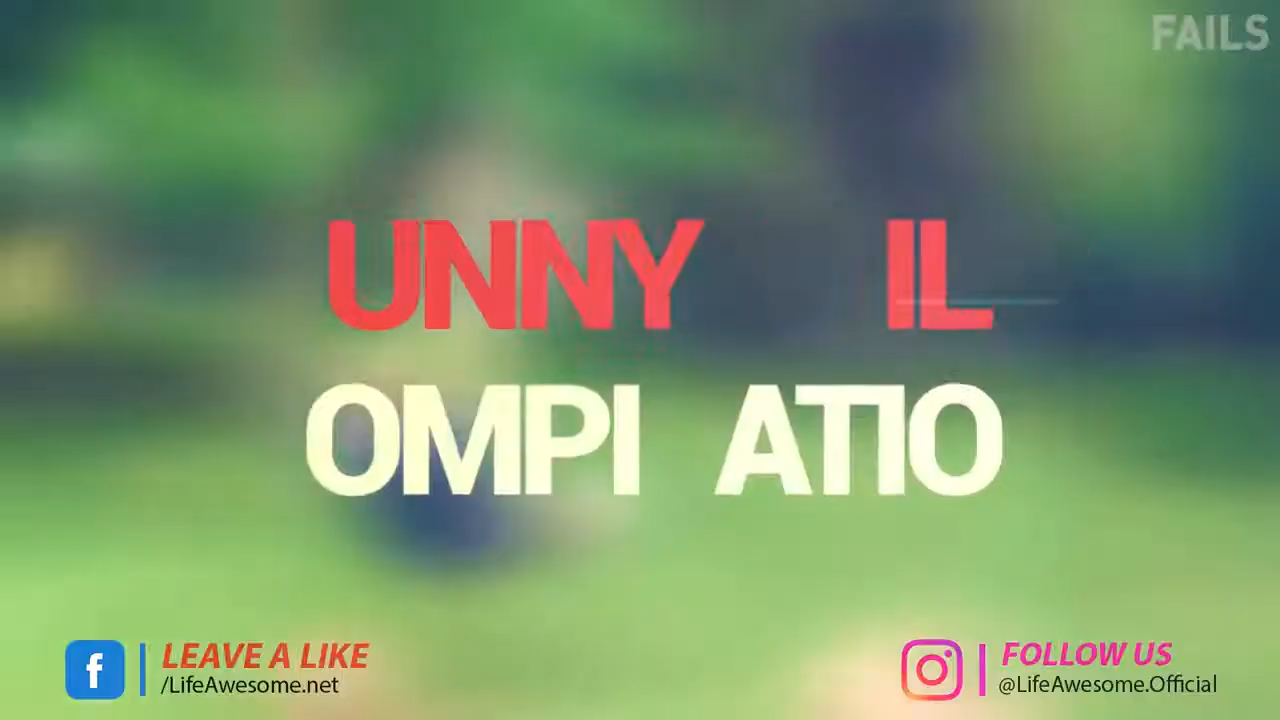 FAILS
UNNY IL
OMPI ATIO
f
LEAVE A LIKE
/LifeAwesome.net
FOLLOW US
@LifeAwesome.Official